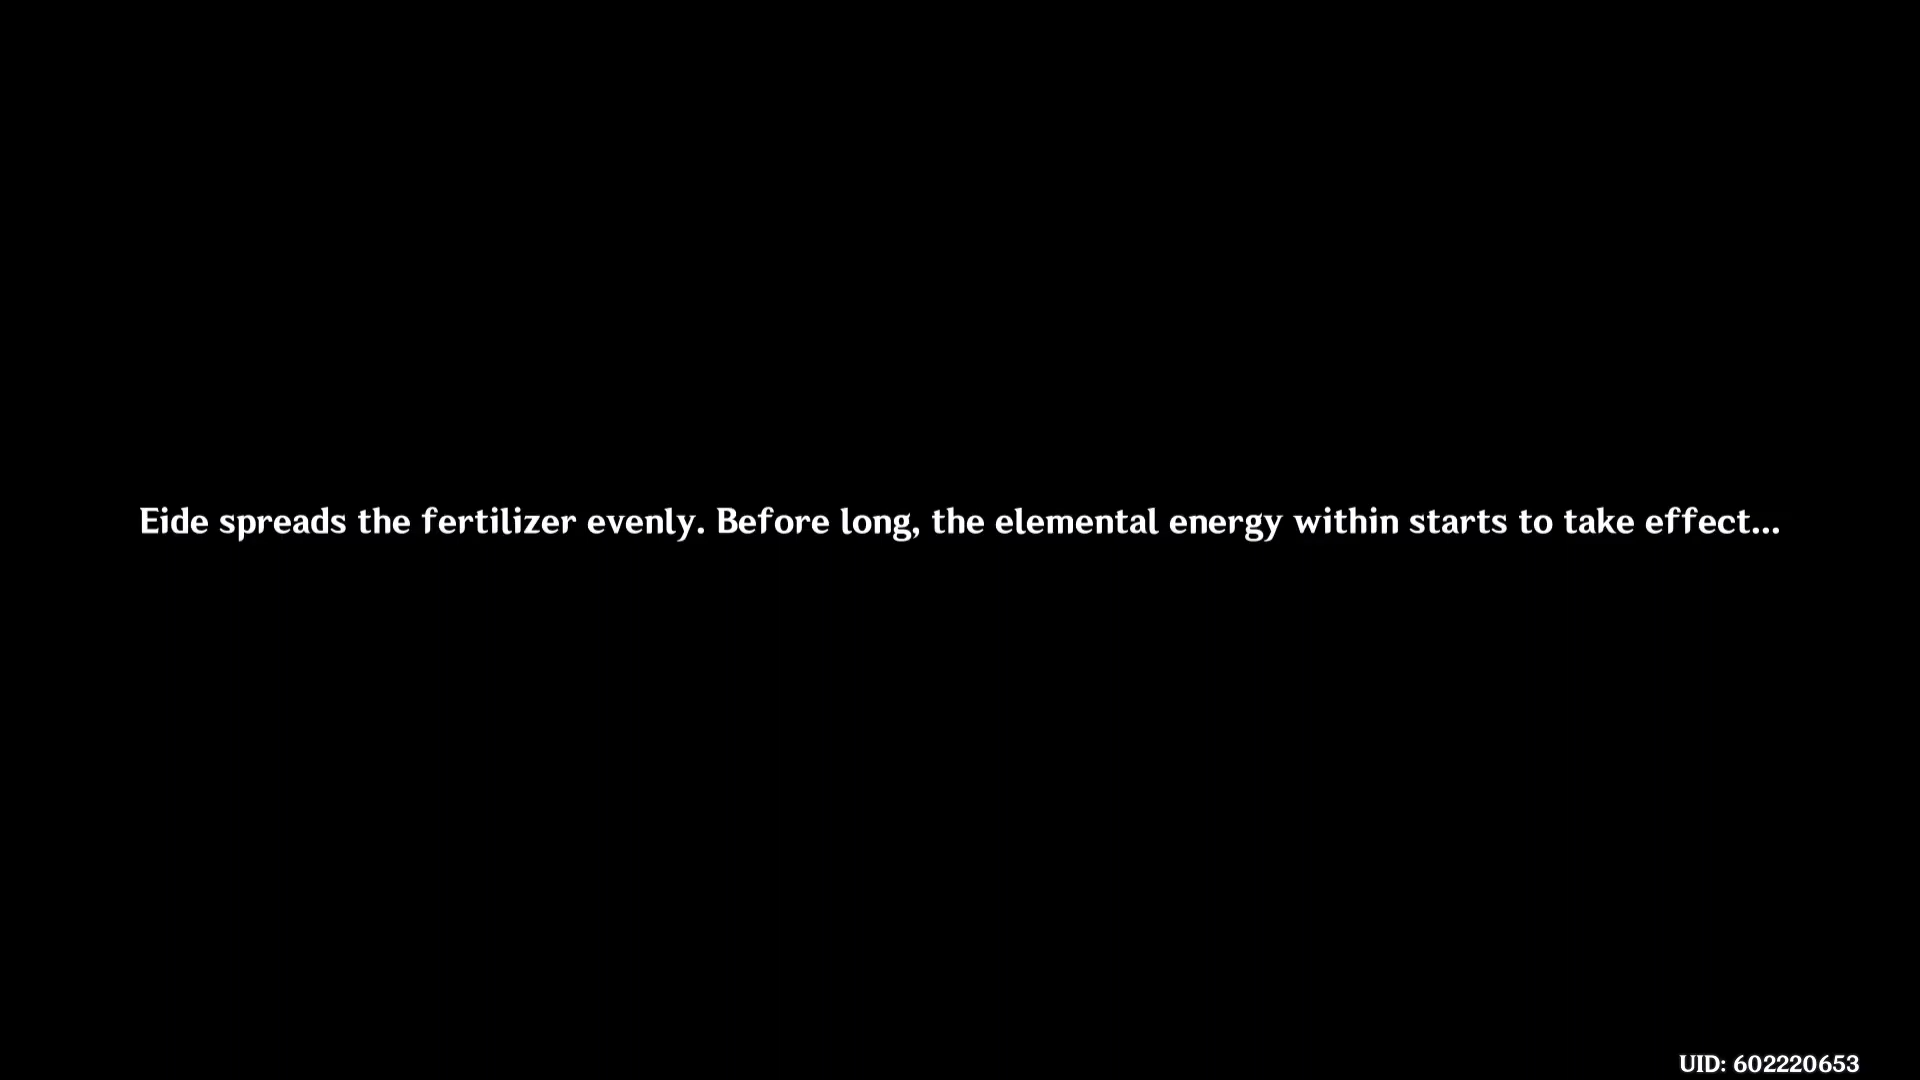 Eide spreads the fertilizer evenly. Before long, the elemental energy within starts to take effect...
UID: 602220653